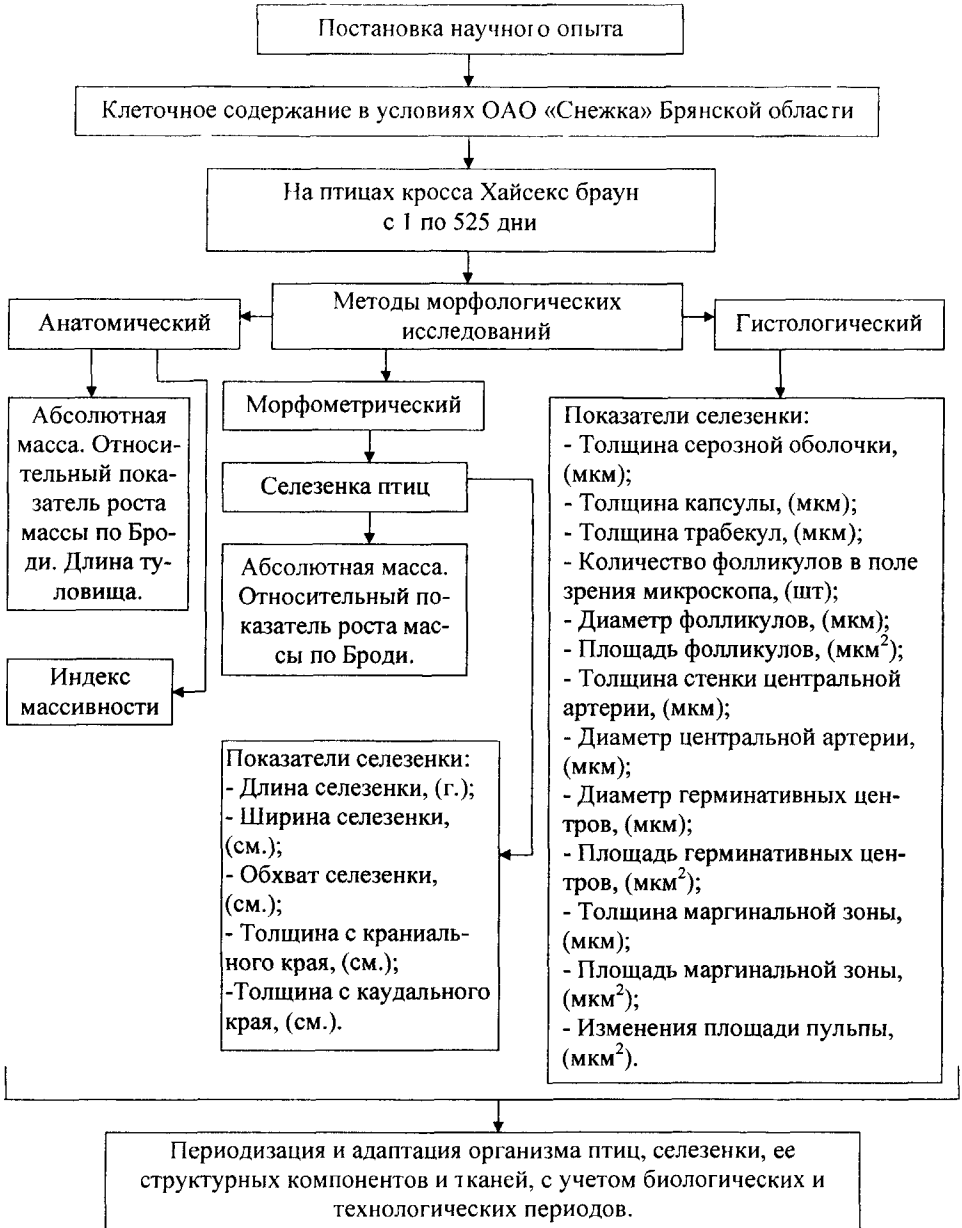 Постановка научного опыта
Клеточное содержание в условиях ОАО «Снежка» Брянской области
На птицах кросса Хайсекс браун
с 1 по 525 дни
Методы морфологических
исследований
Анатомический
Гистологический
Морфометрический
Абсолютная
масса. Относи-
тельный пока-
затель роста
массы по Бро-
ди. Длина ту-
ловища.
Индекс
массивности
Селезенка птиц
Абсолютная масса.
Относительный по-
казатель роста мас-
сы по Броди.
Показатели селезенки:
- Длина селезенки, (г.);
- Ширина селезенки,
(см.);
- Обхват селезенки,
(см.);
- Толщина с краниаль-
ного края, (см.);
-Толщина с каудального
края, (см.).
Показатели селезенки:
- Толщина серозной оболочки,
(мкм);
- Толщина капсулы, (мкм);
- Толщина трабекул, (мкм);
- Количество фолликулов в поле
зрения микроскопа, (шт);
- Диаметр фолликулов, (мкм);
- Площадь фолликулов, (мкм²);
- Толщина стенки центральной
артерии, (мкм);
- Диаметр центральной артерии,
(мкм);
- Диаметр герминативных цен-
тров, (мкм);
- Площадь герминативных цен-
тров, (мкм²);
- Толщина маргинальной зоны,
(мкм);
- Площадь маргинальной зоны,
(мкм²);
- Изменения площади пульпы,
(мкм²).
Периодизация и адаптация организма птиц, селезенки, ее
структурных компонентов и тканей, с учетом биологических и
технологических периодов.